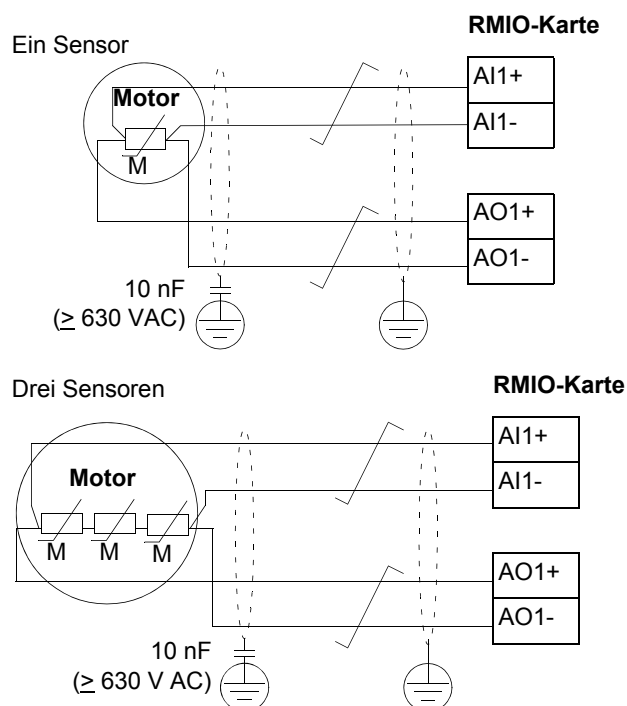 RMIO-Karte
Ein Sensor
AI1+
Motor
AI1-
M
AO1+
AO1-
10 nF
(≥ 630 VAC)
Drei Sensoren
RMIO-Karte
AI1+
Motor
AI1-
M M M
AO1+
AO1-
10 nF
(≥ 630 V AC)